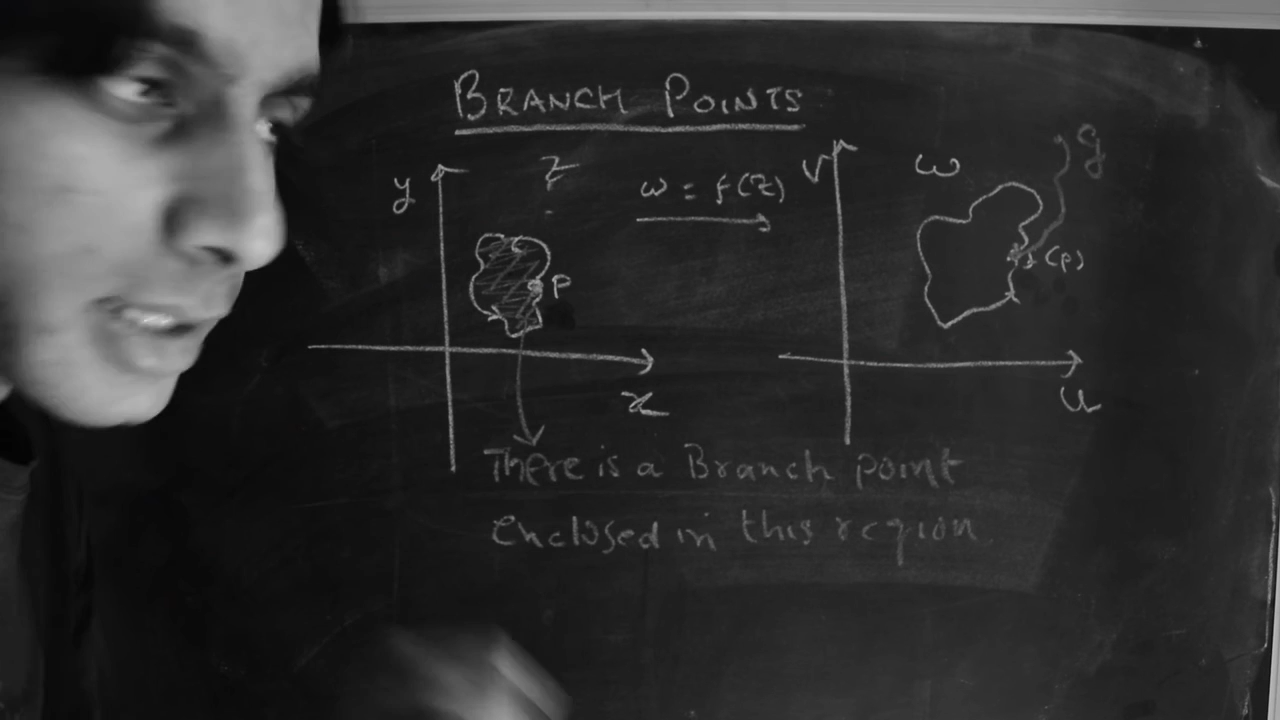 BRANCH POINTS
y
z
ω = f(z)
v
ω
P
f(p)
x
u
There is a Branch point
enclosed in this region